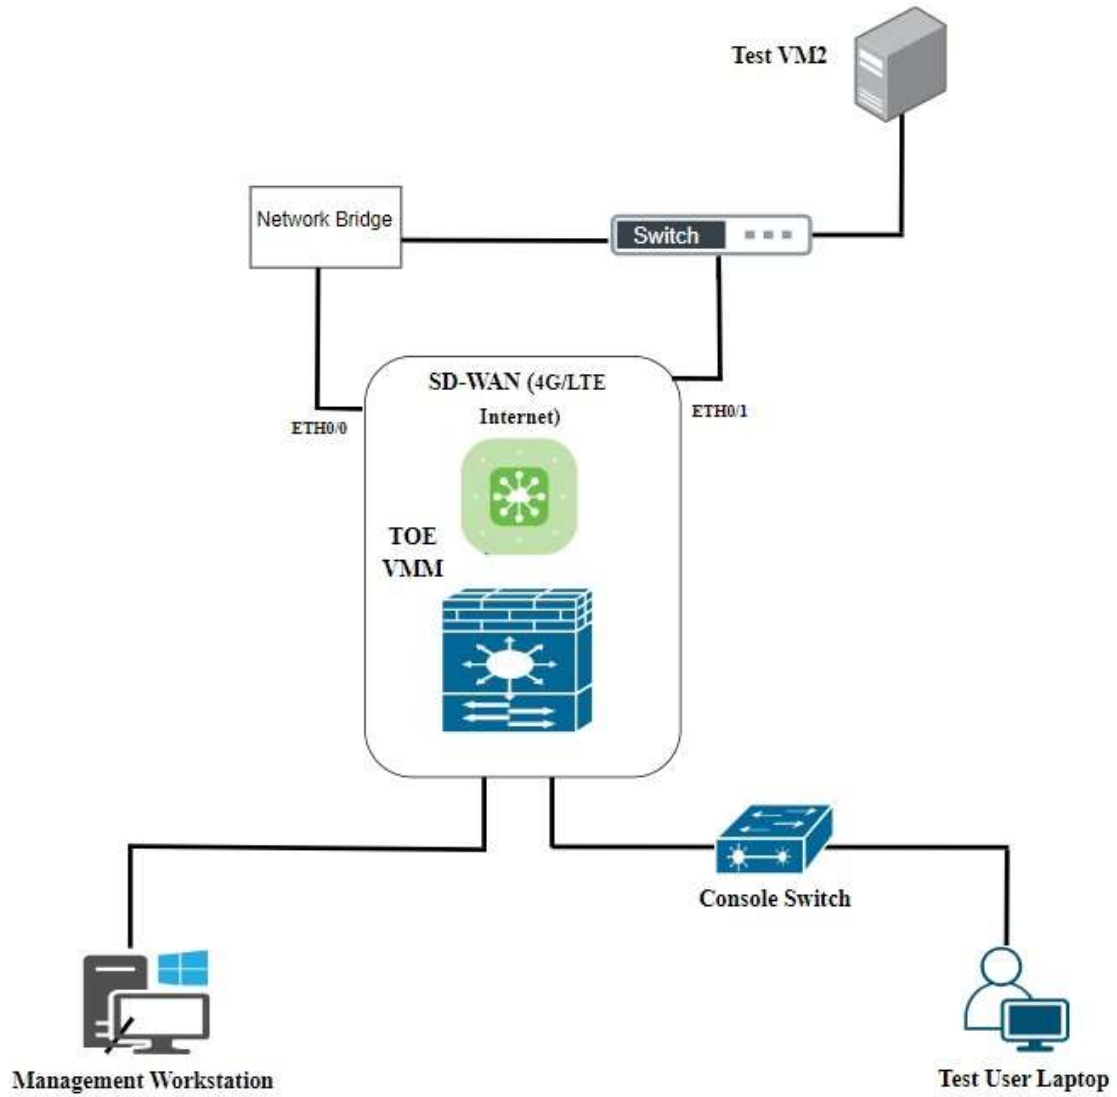 Test VM2
Network Bridge
Switch
SD-WAN (4G/LTE
Internet)
ETH0/0
ETH0/1
TOE
VMM
Console Switch
Management Workstation
Test User Laptop